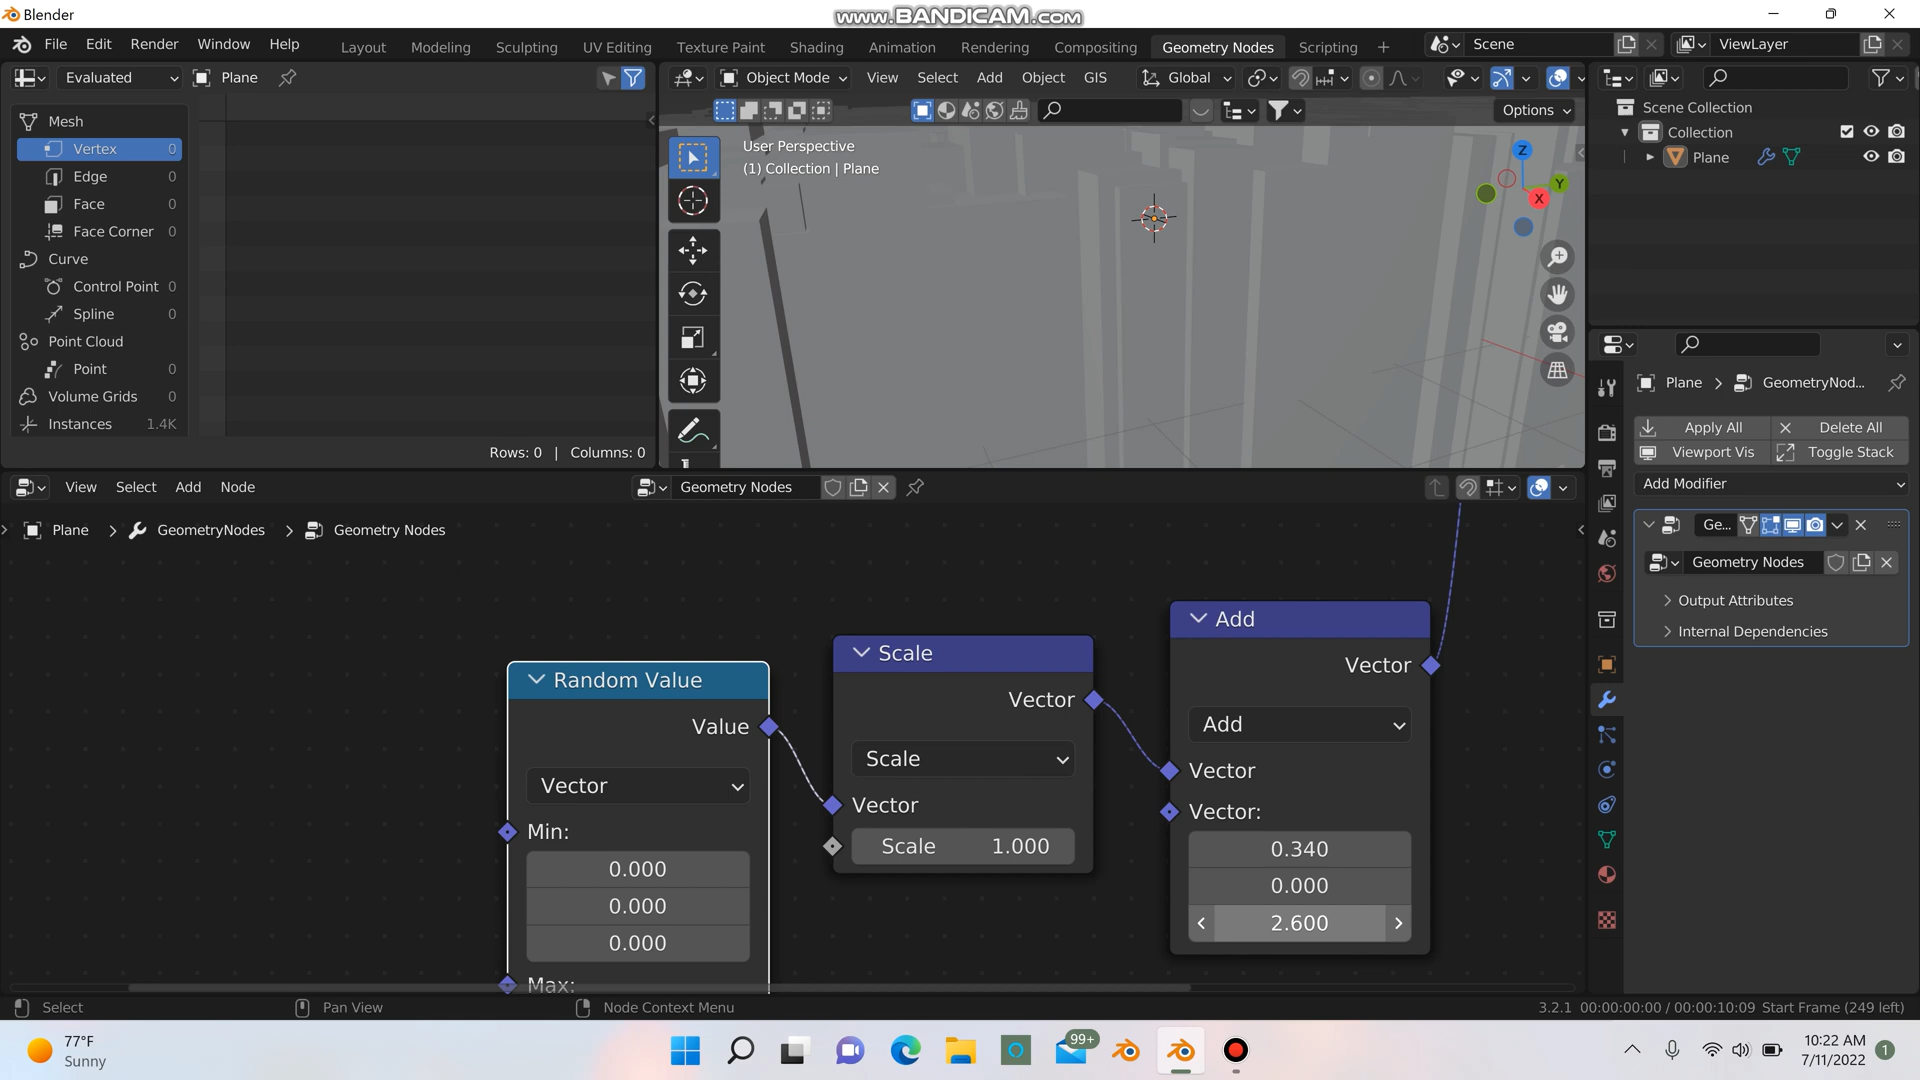 Blender
www.BANDICAM.com
File Edit Render Window Help
Layout Modeling Sculpting UV Editing Texture Paint Shading Animation Rendering Compositing Geometry Nodes Scripting +
Scene
ViewLayer
Evaluated
Plane
Object Mode
View Select Add Object GIS
Global
Options
Mesh
Vertex 0
Edge 0
Face 0
Face Corner 0
Curve
Control Point 0
Spline 0
Point Cloud
Point 0
Volume Grids 0
Instances 1.4K
Rows: 0 | Columns: 0
User Perspective
(1) Collection | Plane
Z
Y
X
Scene Collection
Collection
Plane
Plane > GeometryNod...
Apply All
Delete All
Viewport Vis
Toggle Stack
Add Modifier
Ge...
Geometry Nodes
Output Attributes
Internal Dependencies
View Select Add Node
Geometry Nodes
Plane > GeometryNodes > Geometry Nodes
Random Value
Value
Vector
Min:
0.000
0.000
0.000
Max:
Scale
Vector
Scale
Vector
Scale 1.000
Add
Vector
Add
Vector
Vector:
0.340
0.000
2.600
Select
Pan View
Node Context Menu
3.2.1 00:00:00:00 / 00:00:10:09 Start Frame (249 left)
77°F
Sunny
99+
10:22 AM
7/11/2022
1